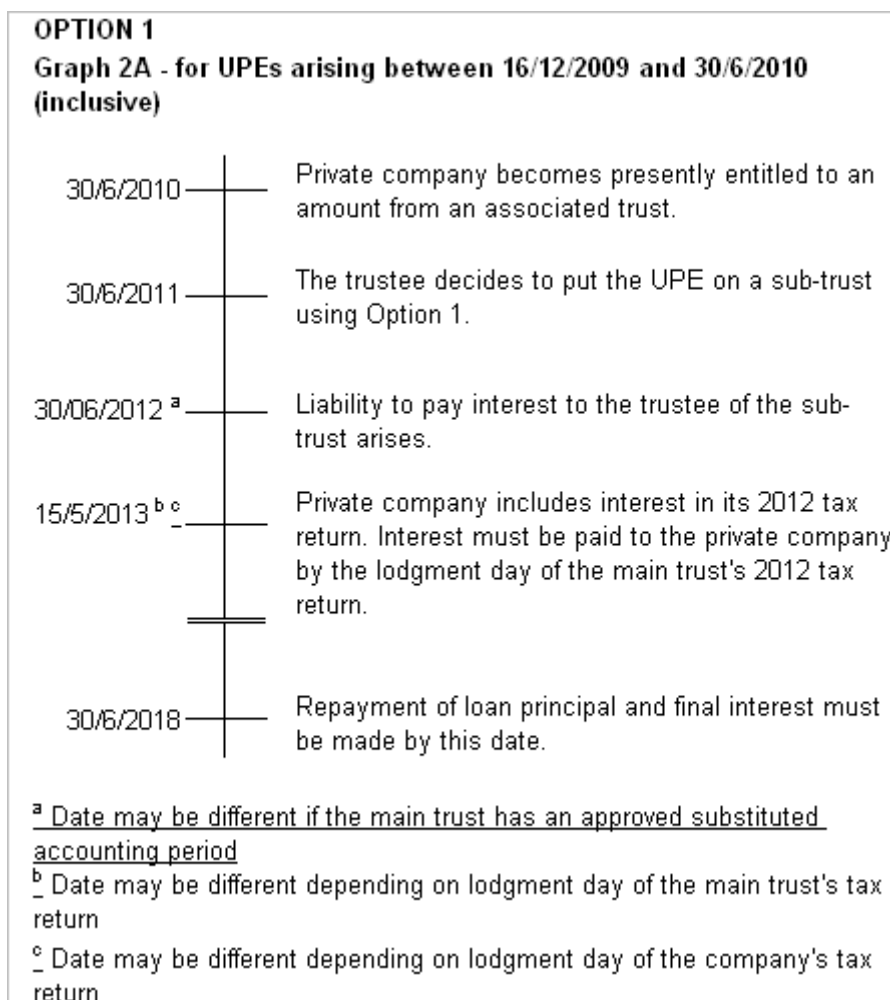 OPTION 1
Graph 2A - for UPEs arising between 16/12/2009 and 30/6/2010
(inclusive)
30/6/2010
Private company becomes presently entitled to an
amount from an associated trust.
30/6/2011
The trustee decides to put the UPE on a sub-trust
using Option 1.
30/06/2012 a
Liability to pay interest to the trustee of the sub-
trust arises.
15/5/2013 b c
Private company includes interest in its 2012 tax
return. Interest must be paid to the private company
by the lodgment day of the main trust's 2012 tax
return.
30/6/2018
Repayment of loan principal and final interest must
be made by this date.
a Date may be different if the main trust has an approved substituted
accounting period
b Date may be different depending on lodgment day of the main trust's tax
return
c Date may be different depending on lodgment day of the company's tax
return